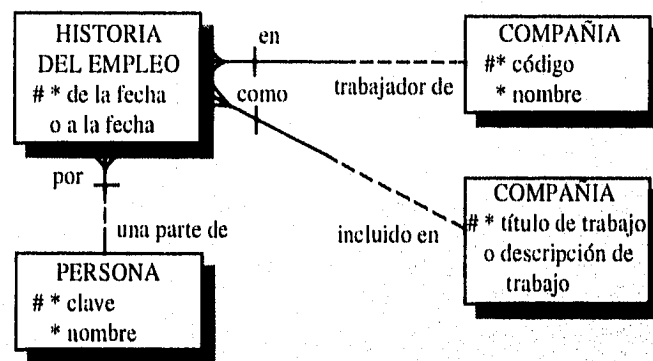 HISTORIA
DEL EMPLEO
# * de la fecha
o a la fecha
en
trabajador de
COMPAÑIA
#* código
* nombre
como
incluido en
COMPAÑIA
# * título de trabajo
o descripción de
trabajo
por
una parte de
PERSONA
# * clave
* nombre